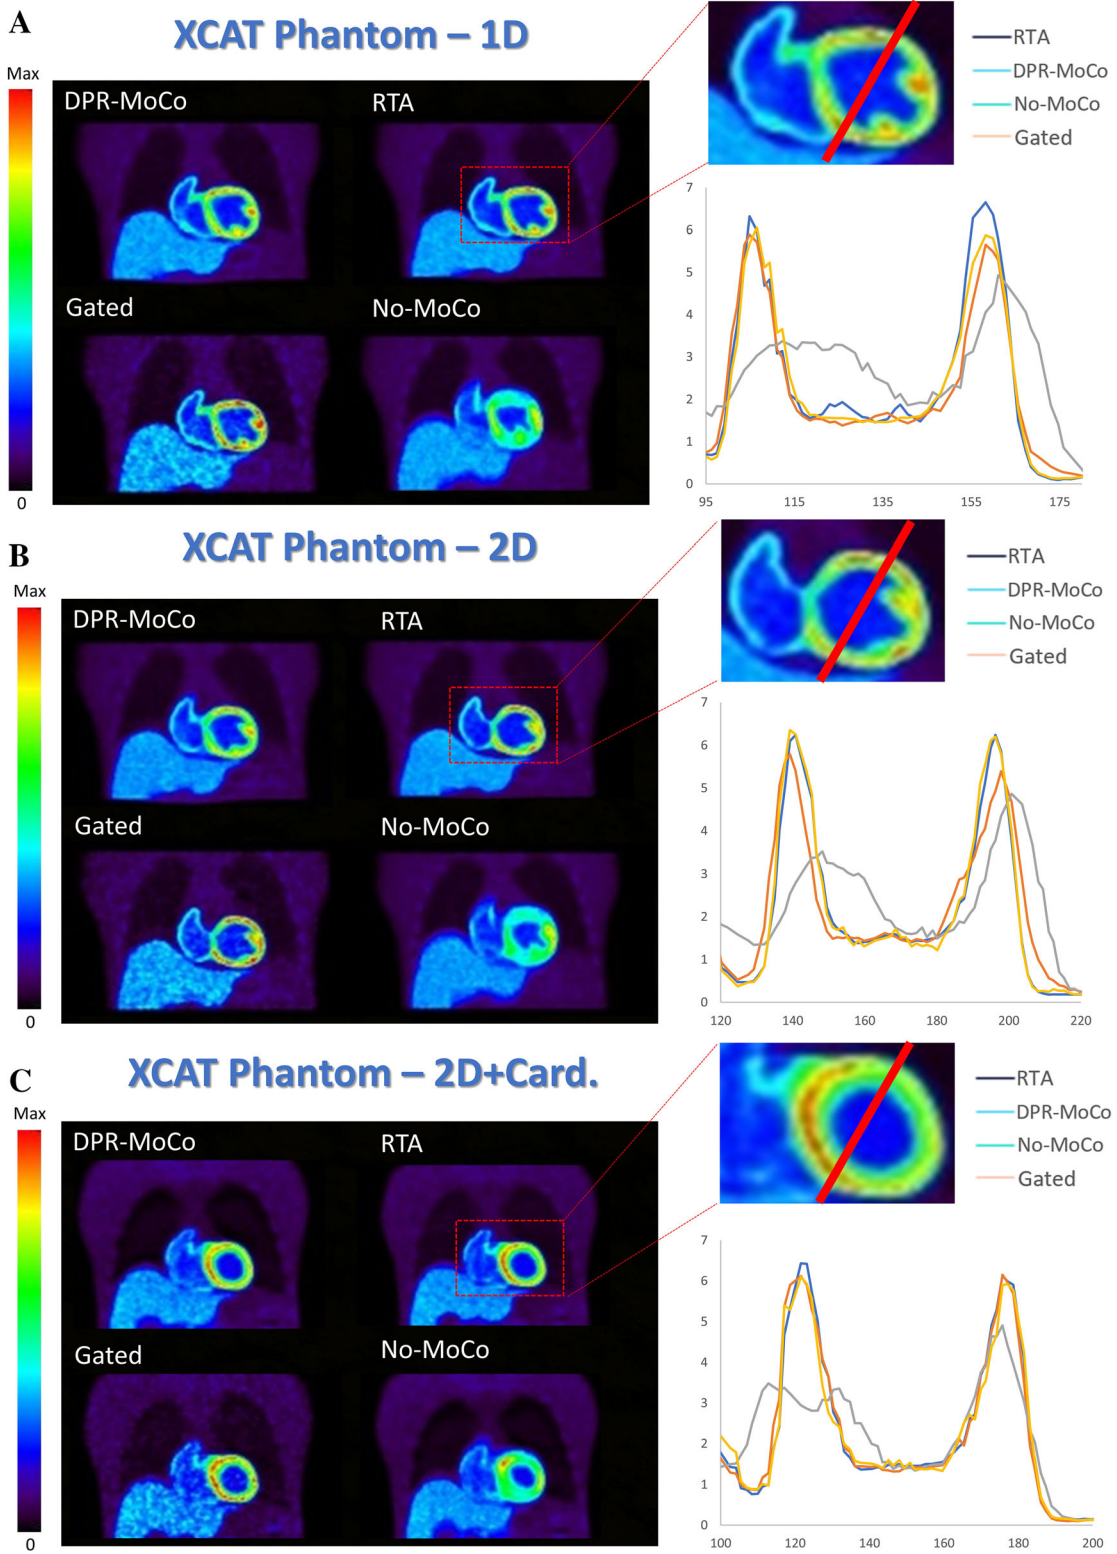 A
XCAT Phantom – 1D
Max
DPR-MoCo
RTA
Gated
No-MoCo
0
RTA
DPR-MoCo
No-MoCo
Gated
7
6
5
4
3
2
1
0
95 115 135 155 175
B
XCAT Phantom – 2D
Max
DPR-MoCo
RTA
Gated
No-MoCo
0
RTA
DPR-MoCo
No-MoCo
Gated
7
6
5
4
3
2
1
0
120 140 160 180 200 220
C
XCAT Phantom – 2D+Card.
Max
DPR-MoCo
RTA
Gated
No-MoCo
0
RTA
DPR-MoCo
No-MoCo
Gated
7
6
5
4
3
2
1
0
100 120 140 160 180 200